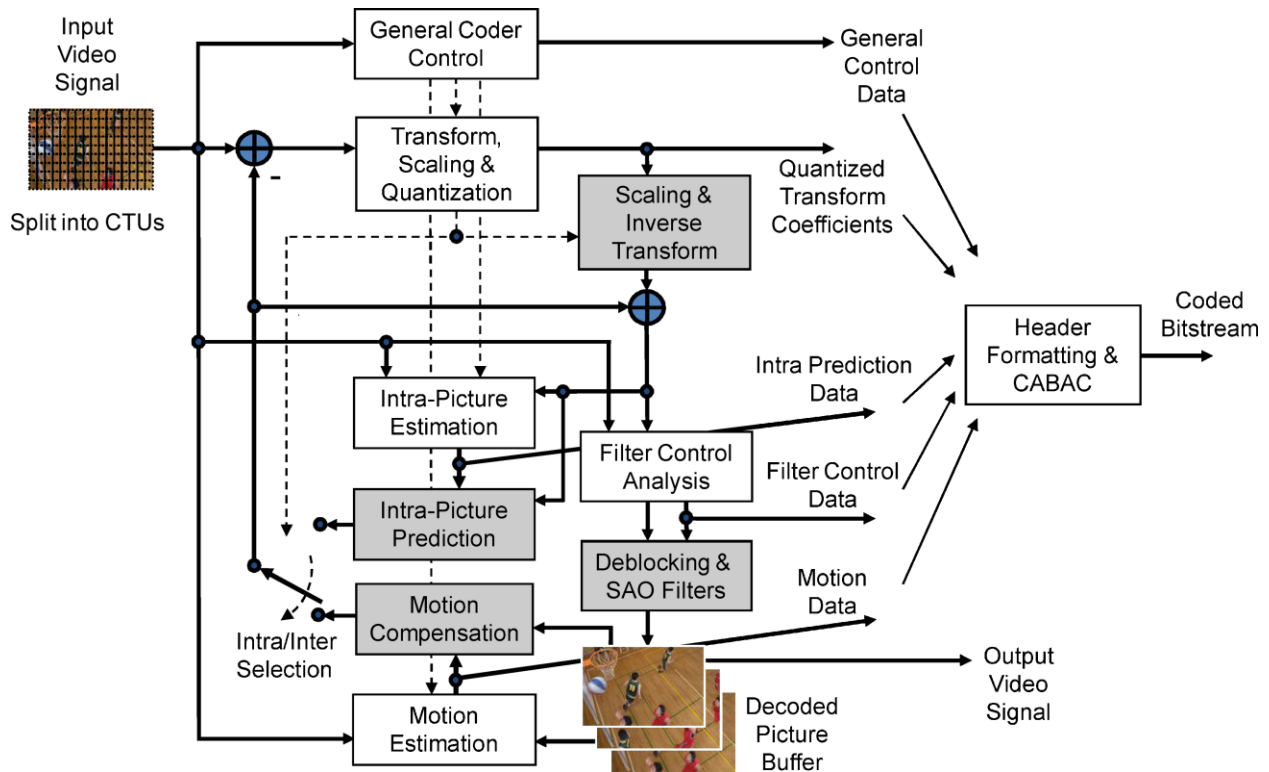 Input
Video
Signal
Split into CTUs
General Coder
Control
General
Control
Data
Transform,
Scaling &
Quantization
-
Quantized
Transform
Coefficients
Scaling &
Inverse
Transform
Header
Formatting &
CABAC
Coded
Bitstream
Intra-Picture
Estimation
Intra Prediction
Data
Filter Control
Analysis
Filter Control
Data
Intra-Picture
Prediction
Deblocking &
SAO Filters
Motion
Compensation
Motion
Data
Intra/Inter
Selection
Output
Video
Signal
Motion
Estimation
Decoded
Picture
Buffer